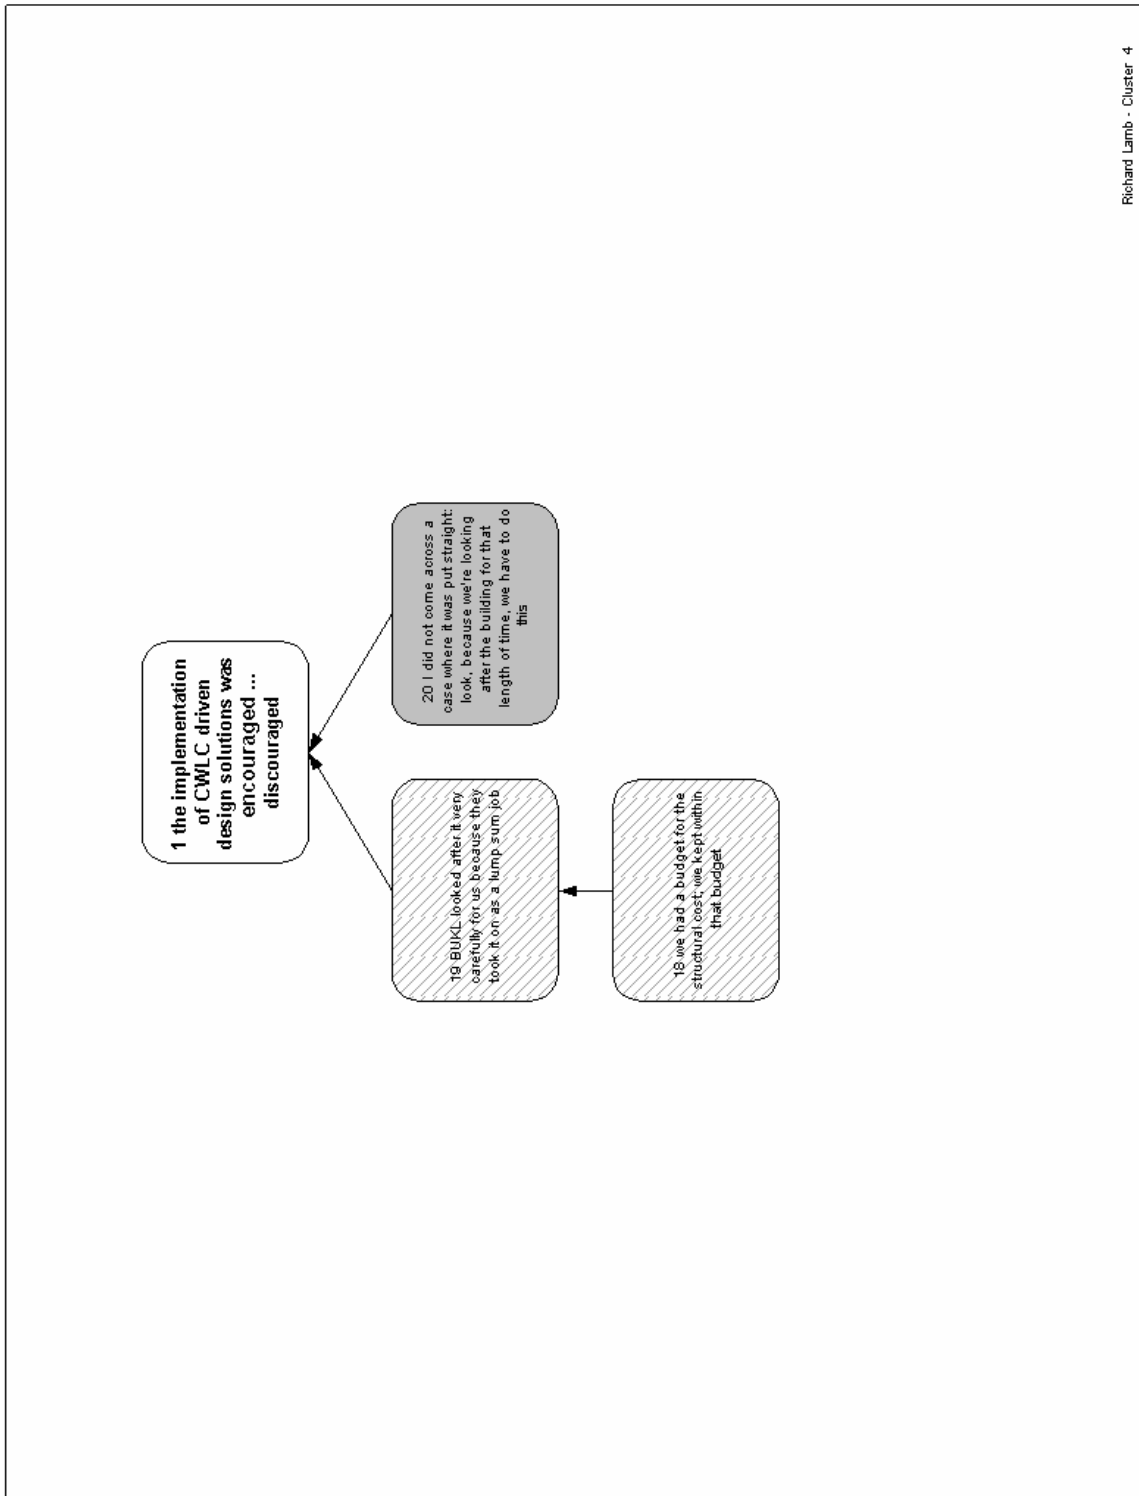 1 the implementation
of CWLC driven
design solutions was
encouraged ...
discouraged
19 BUKL looked after it very
carefully for us because they
took it on as a lump sum job
20 I did not come across a
case where it was put straight:
look, because we're looking
after the building for that
length of time, we have to do
this
18 we had a budget for the
structural cost; we kept within
that budget
Richard Lamb - Cluster 4